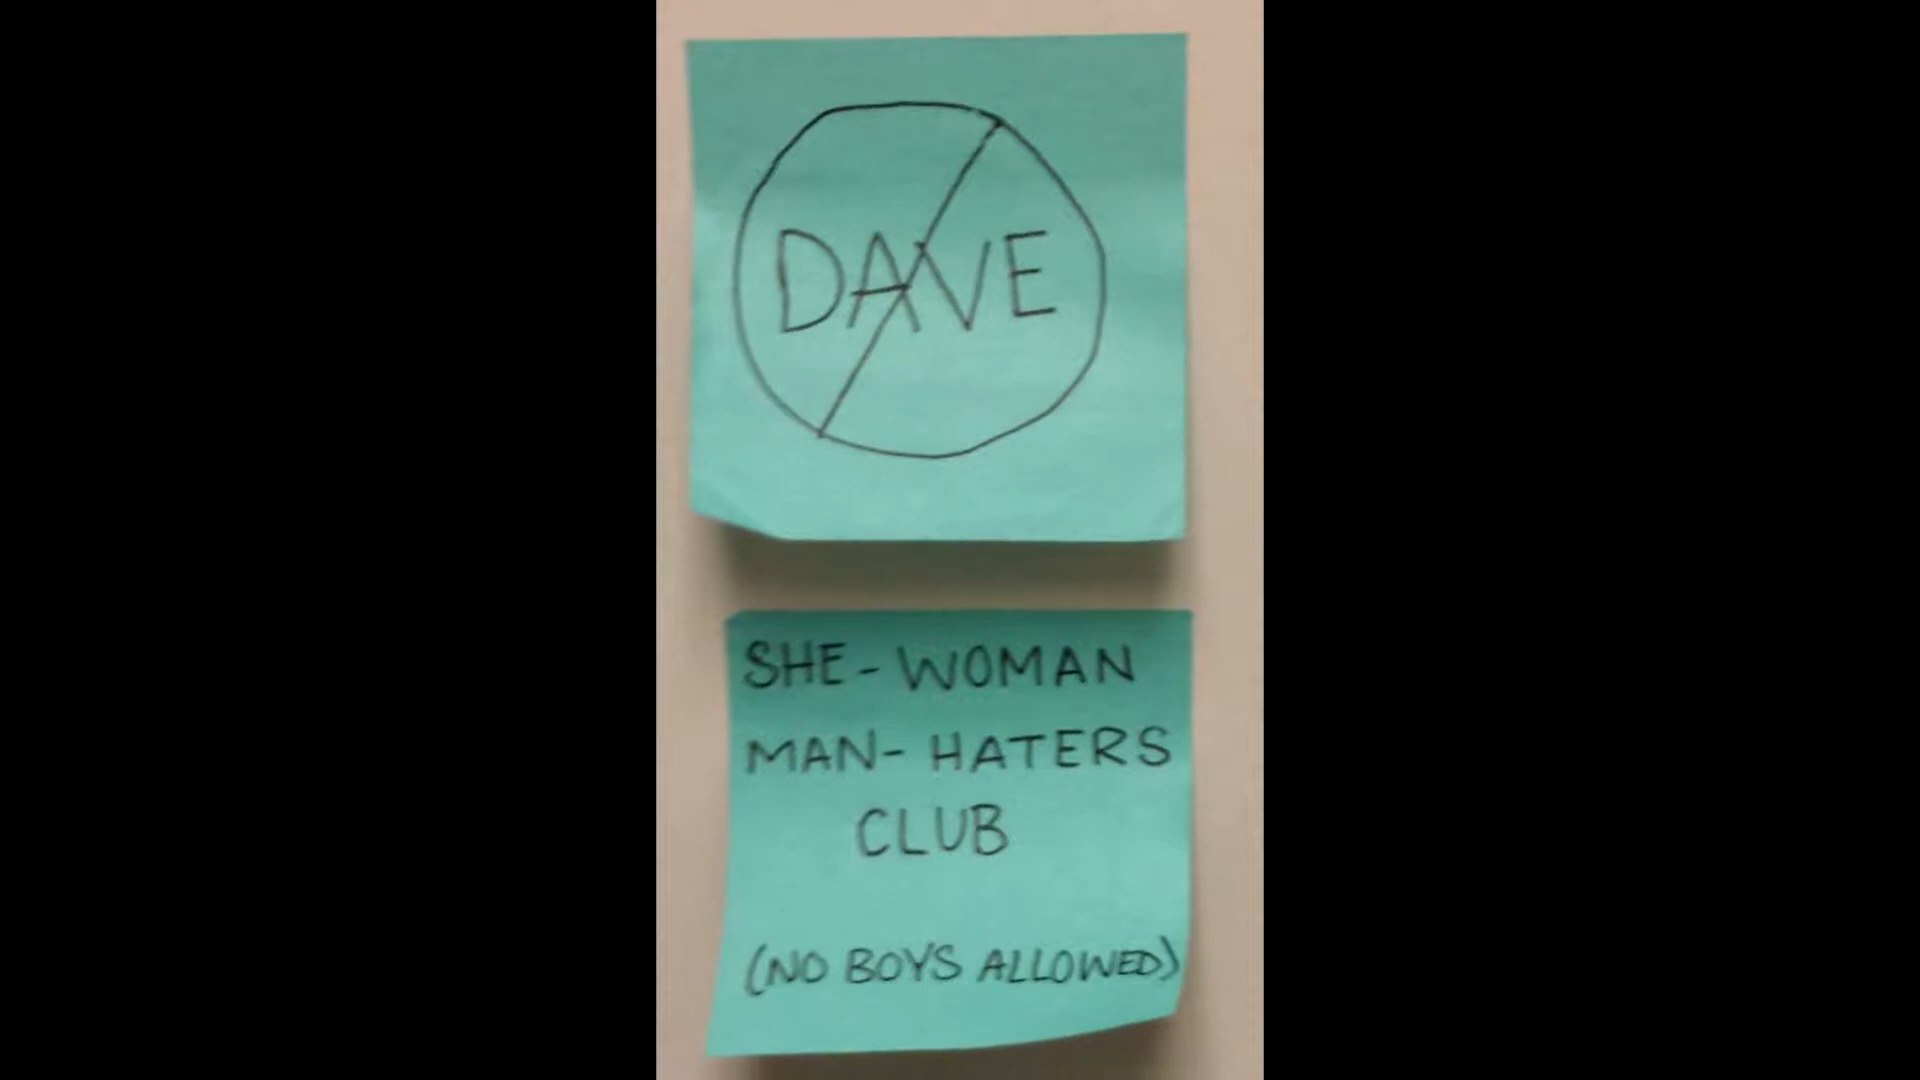 DAVE
SHE-WOMAN
MAN-HATERS
CLUB
(NO BOYS ALLOWED)